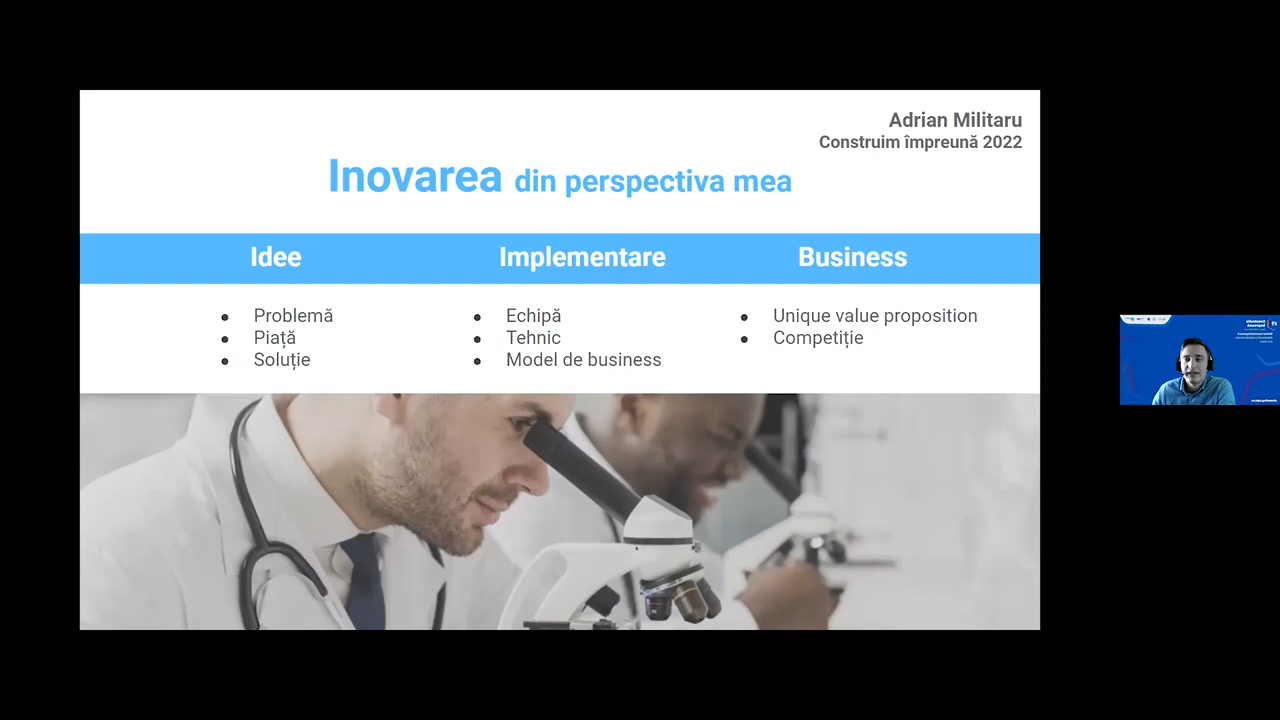 Adrian Militaru
Construim împreună 2022
Inovarea din perspectiva mea
Idee
Implementare
Business
Problemă
Piață
Soluție
Echipă
Tehnic
Model de business
Unique value proposition
Competiție